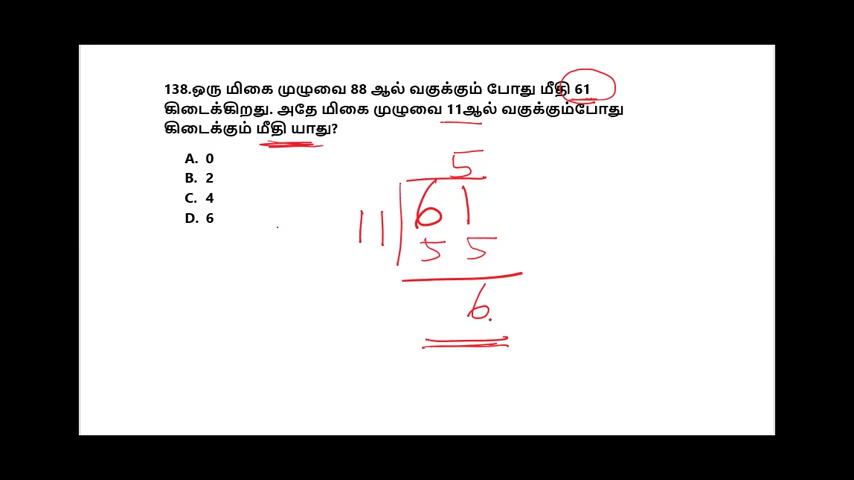 138.ஒரு மிகை முழுவை 88 ஆல் வகுக்கும் போது மீதி 61
கிடைக்கிறது. அதே மிகை முழுவை 11ஆல் வகுக்கும்போது
கிடைக்கும் மீதி யாது?
A. 0
B. 2
C. 4
D. 6
5
11 61
55
6.